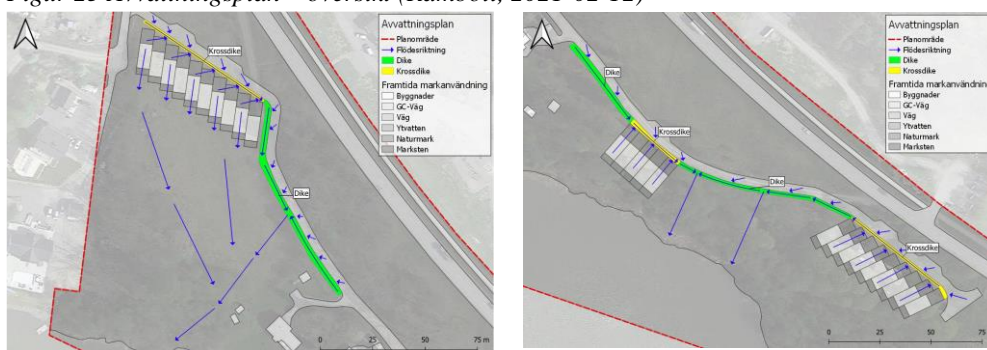 Figur 23 Avvattningsplan – översikt (Ramboll, 2021-02-12)
Krossdike
Dike
Avvattningsplan
Planområde
Flödesriktning
Dike
Krossdike
Framtida markanvändning
Byggnader
GC-Väg
Väg
Ytvatten
Naturmark
Marksten
0 25 50 75 m
Dike
Krossdike
Dike
Krossdike
Avvattningsplan
Planområde
Flödesriktning
Dike
Krossdike
Framtida markanvändning
Byggnader
GC-Väg
Väg
Ytvatten
Naturmark
Marksten
0 25 50 75